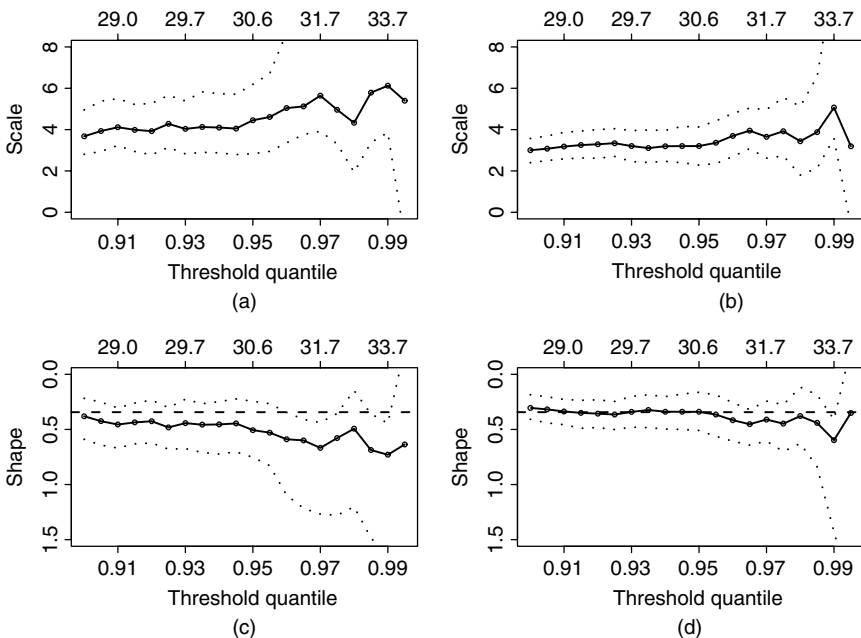 29.0 29.7 30.6 31.7 33.7
Scale
8
6
4
2
0
0.91 0.93 0.95 0.97 0.99
Threshold quantile
(a)
29.0 29.7 30.6 31.7 33.7
Scale
8
6
4
2
0
0.91 0.93 0.95 0.97 0.99
Threshold quantile
(b)
29.0 29.7 30.6 31.7 33.7
Shape
0.0
0.5
1.0
1.5
0.91 0.93 0.95 0.97 0.99
Threshold quantile
(c)
29.0 29.7 30.6 31.7 33.7
Shape
0.0
0.5
1.0
1.5
0.91 0.93 0.95 0.97 0.99
Threshold quantile
(d)